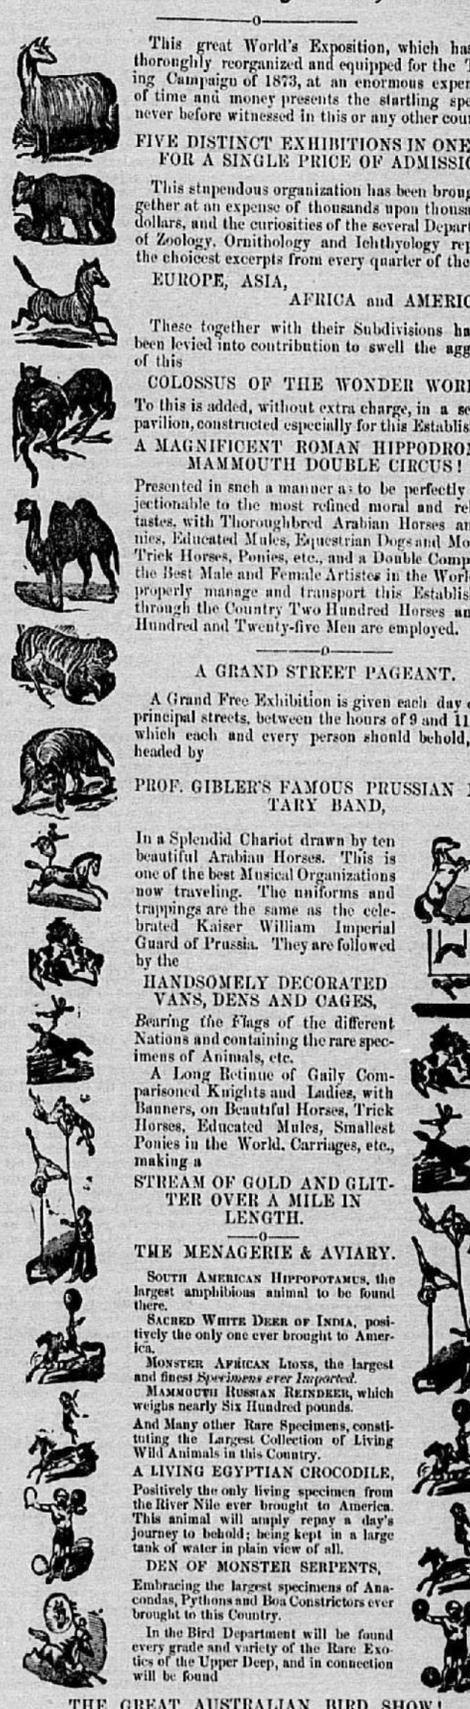 —o—
This great World's Exposition, which has
thoroughly reorganized and equipped for the
ing Campaign of 1873, at an enormous
of time and money presents the startling
never before witnessed in this or any other
FIVE DISTINCT EXHIBITIONS IN ONE
FOR A SINGLE PRICE OF
This stupendous organization has been
gether at an expense of thousands upon
dollars, and the curiosities of the several
of Zoology, Ornithology and Ichthyology
the choicest excerpts from every quarter of the
EUROPE, ASIA,
AFRICA and
These together with their Subdivisions
been levied into contribution to swell the
of this
COLOSSUS OF THE WONDER
To this is added, without extra charge, in a
pavilion, constructed especially for this
A MAGNIFICENT ROMAN
MAMMOUTH DOUBLE CIRCUS!
Presented in such a manner as to be perfectly
jectionable to the most refined moral and
tastes, with Thoroughbred Arabian Horses
nies, Educated Mules, Equestrian Dogs and
Trick Horses, Ponies, etc., and a Double
the Best Male and Female Artistes in the
properly manage and transport this
through the Country Two Hundred Horses
Hundred and Twenty-five Men are employed.
—o—
A GRAND STREET PAGEANT.
A Grand Free Exhibition is given each day
principal streets, between the hours of 9 and 11
which each and every person should behold,
headed by
PROF. GIBLER'S FAMOUS PRUSSIAN
TARY BAND,
In a Splendid Chariot drawn by ten
beautiful Arabian Horses. This is
one of the best Musical Organizations
now traveling. The uniforms and
trappings are the same as the cele-
brated Kaiser William Imperial
Guard of Prussia. They are followed
by the
HANDSOMELY DECORATED
VANS, DENS AND CAGES,
Bearing the Flags of the different
Nations and containing the rare spec-
imens of Animals, etc.
A Long Retinue of Gaily Com-
parisoned Knights and Ladies, with
Banners, on Beautiful Horses, Trick
Horses, Educated Mules, Smallest
Ponies in the World, Carriages, etc.,
making a
STREAM OF GOLD AND GLIT-
TER OVER A MILE IN
LENGTH.
—o—
THE MENAGERIE & AVIARY.
SOUTH AMERICAN HIPPOPOTAMUS, the
largest amphibious animal to be found
there.
SACRED WHITE DEER OF INDIA, posi-
tively the only one ever brought to Amer-
ica.
MONSTER AFRICAN LIONS, the largest
and finest Specimens ever Imported.
MAMMOUTH RUSSIAN REINDEER, which
weighs nearly Six Hundred pounds.
And Many other Rare Specimens, consti-
tuting the Largest Collection of Living
Wild Animals in this Country.
A LIVING EGYPTIAN CROCODILE,
Positively the only living specimen from
the River Nile ever brought to America.
This animal will amply repay a day's
journey to behold; being kept in a large
tank of water in plain view of all.
DEN OF MONSTER SERPENTS,
Embracing the largest specimens of Ana-
condas, Pythons and Boa Constrictors ever
brought to this Country.
In the Bird Department will be found
every grade and variety of the Rare Exo-
tics of the Upper Deep, and in connection
will be found
THE GREAT AUSTRALIAN BIRD SHOW!